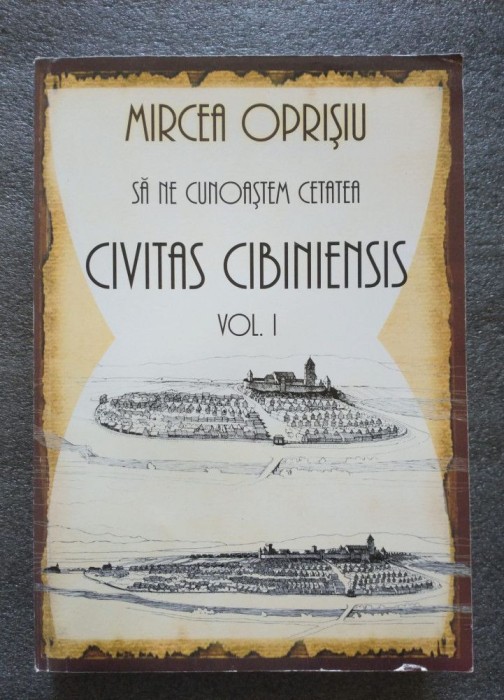 MIRCEA OPRIŞIU
SĂ NE CUNOAŞTEM CETATEA
CIVITAS CIBINIENSIS
VOL. I